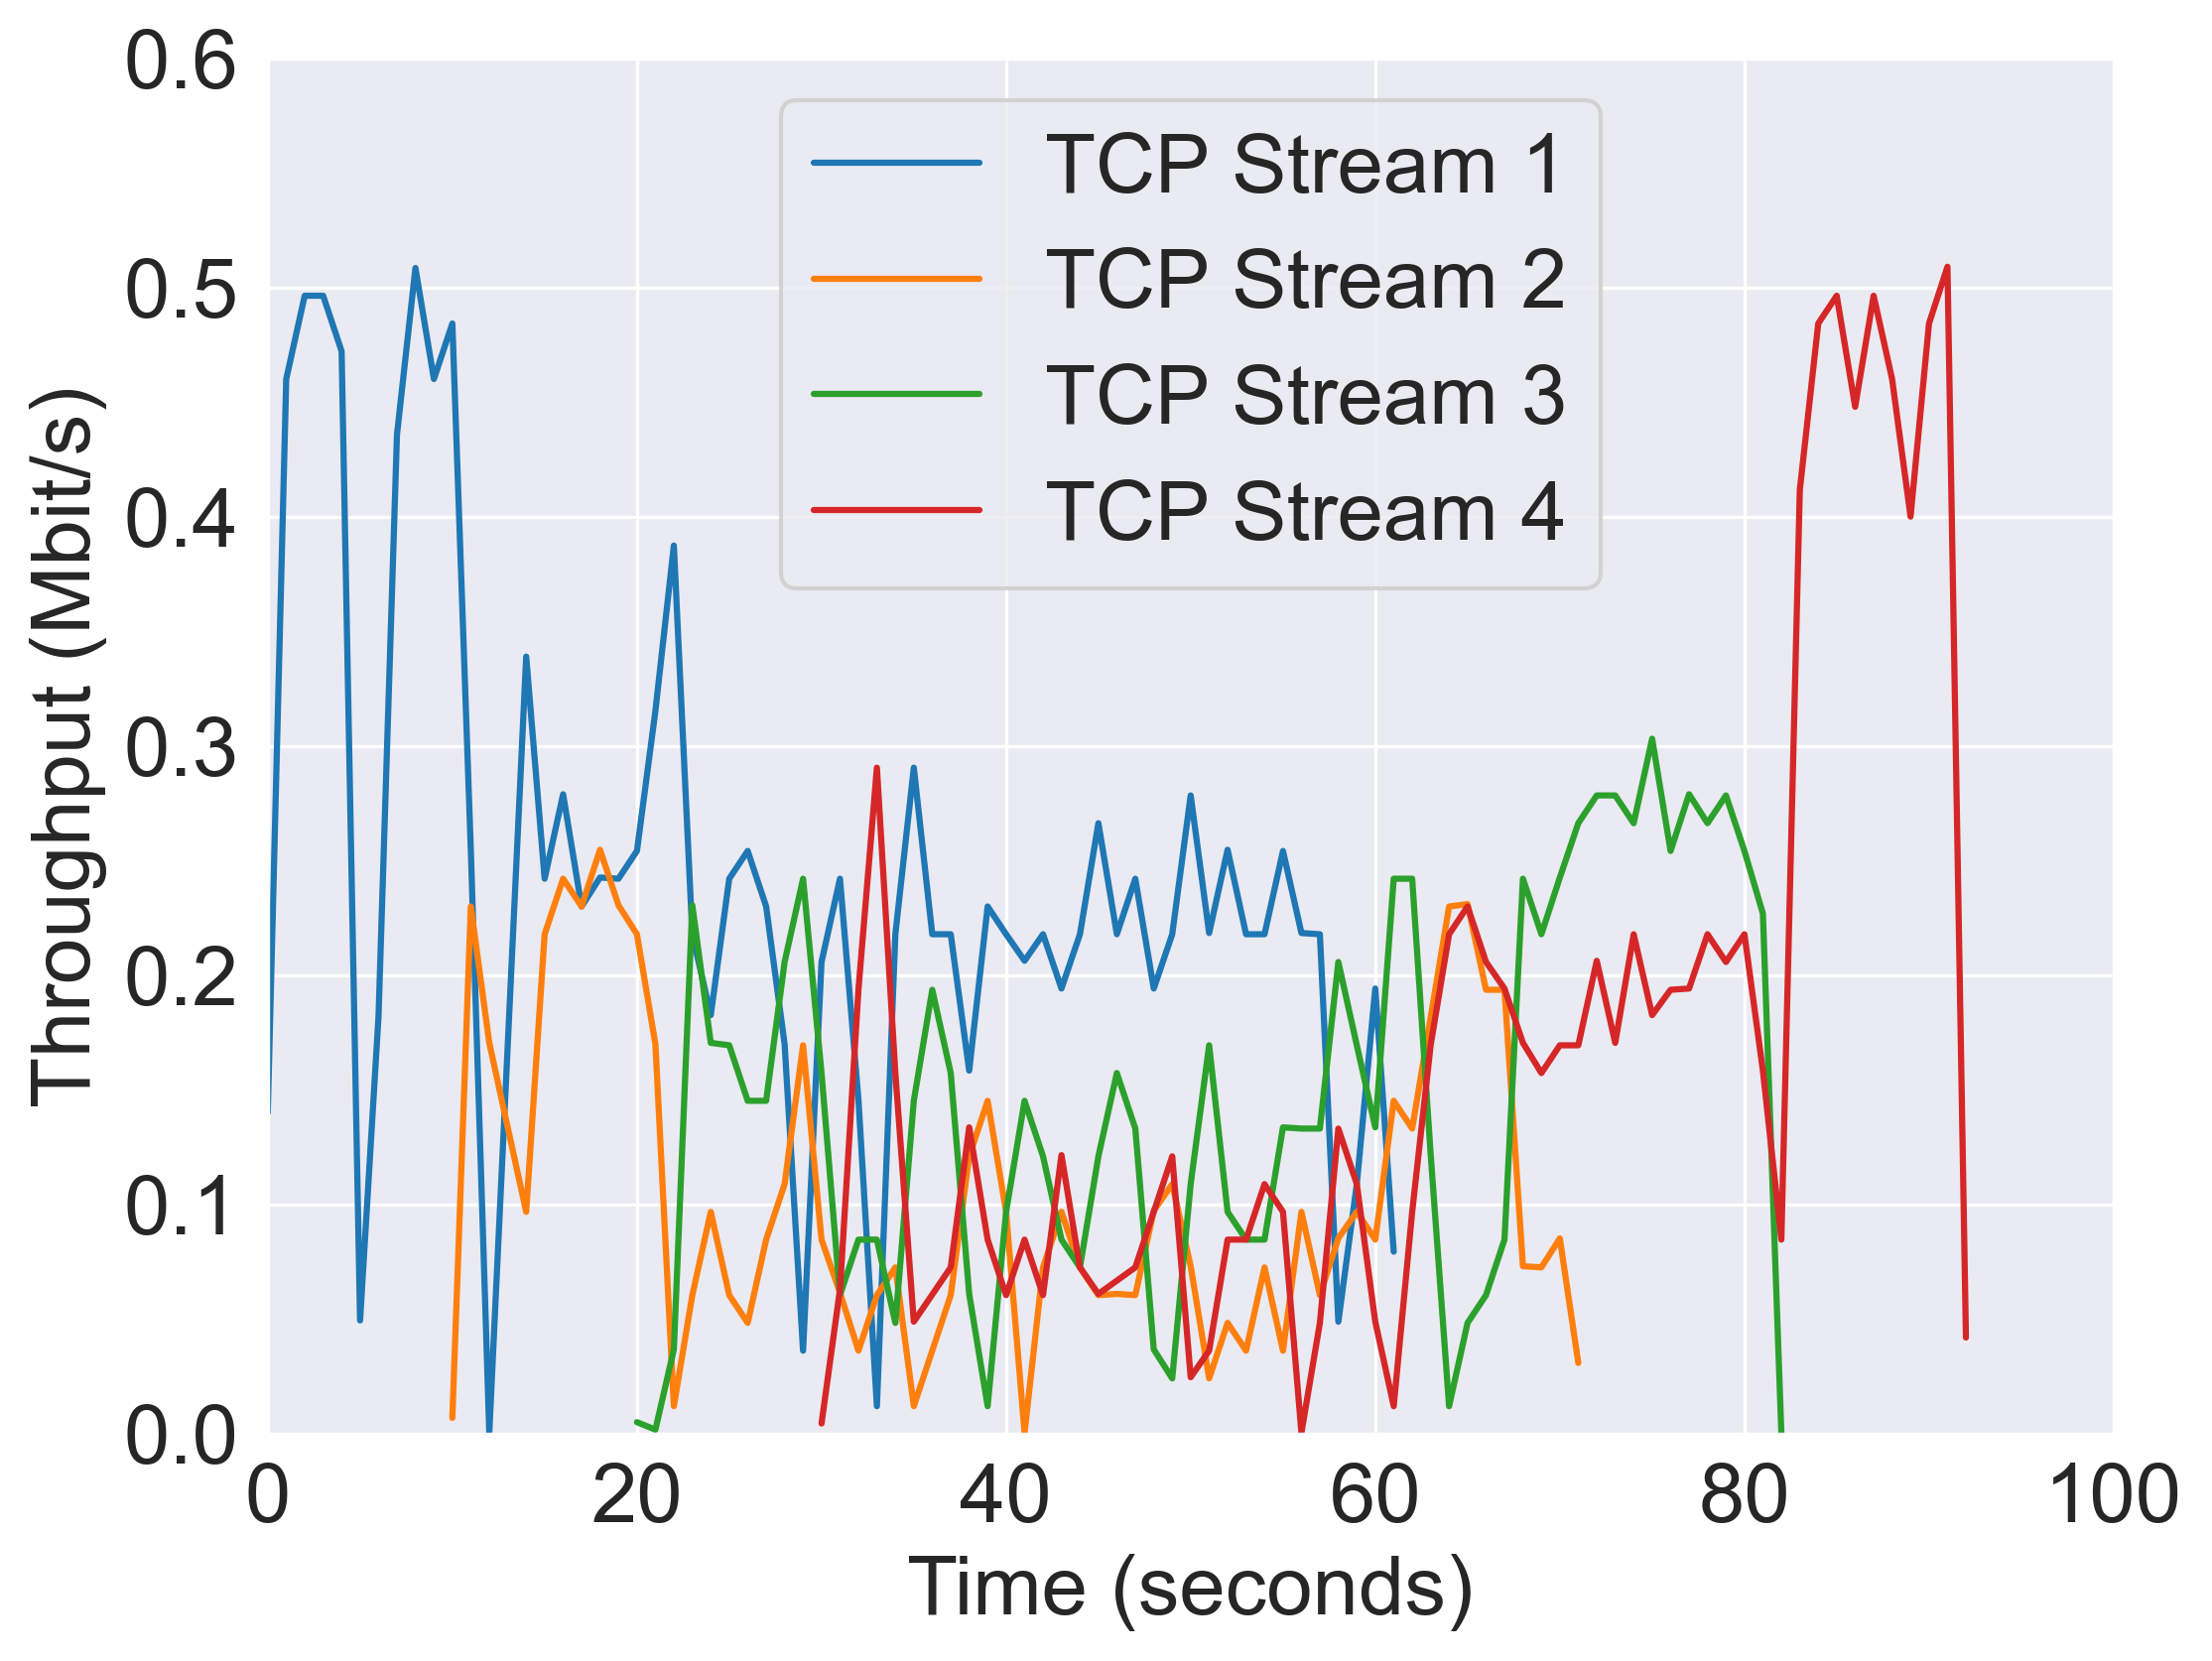 0.6
0.5
0.4
0.3
0.2
0.1
0.0
Throughput (Mbit/s)
TCP Stream 1
TCP Stream 2
TCP Stream 3
TCP Stream 4
0 20 40 60 80 100
Time (seconds)